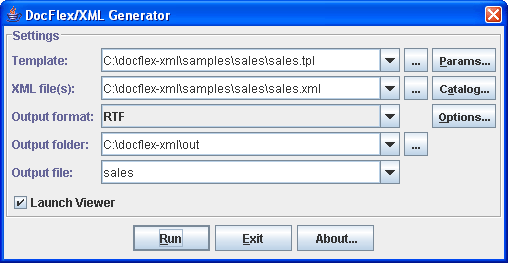 DocFlex/XML Generator
Settings
Template: C:\docflex-xml\samples\sales\sales.tpl ... Params...
XML file(s): C:\docflex-xml\samples\sales\sales.xml ... Catalog...
Output format: RTF Options...
Output folder: C:\docflex-xml\out ...
Output file: sales
Launch Viewer
Run Exit About...